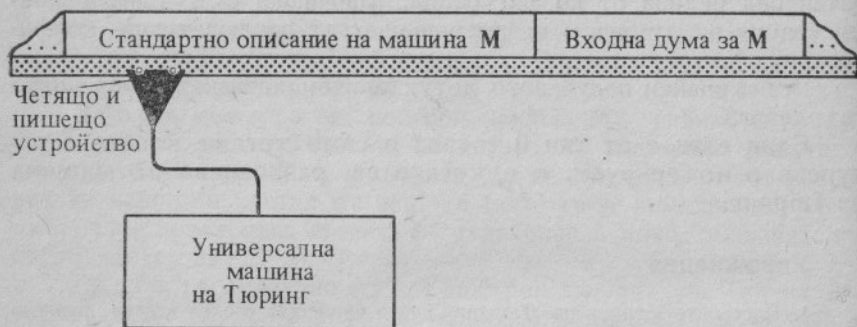 Стандартно описание на машина M
Входна дума за M
Четящо и
пишещо
устройство
Универсална
машина
на Тюринг